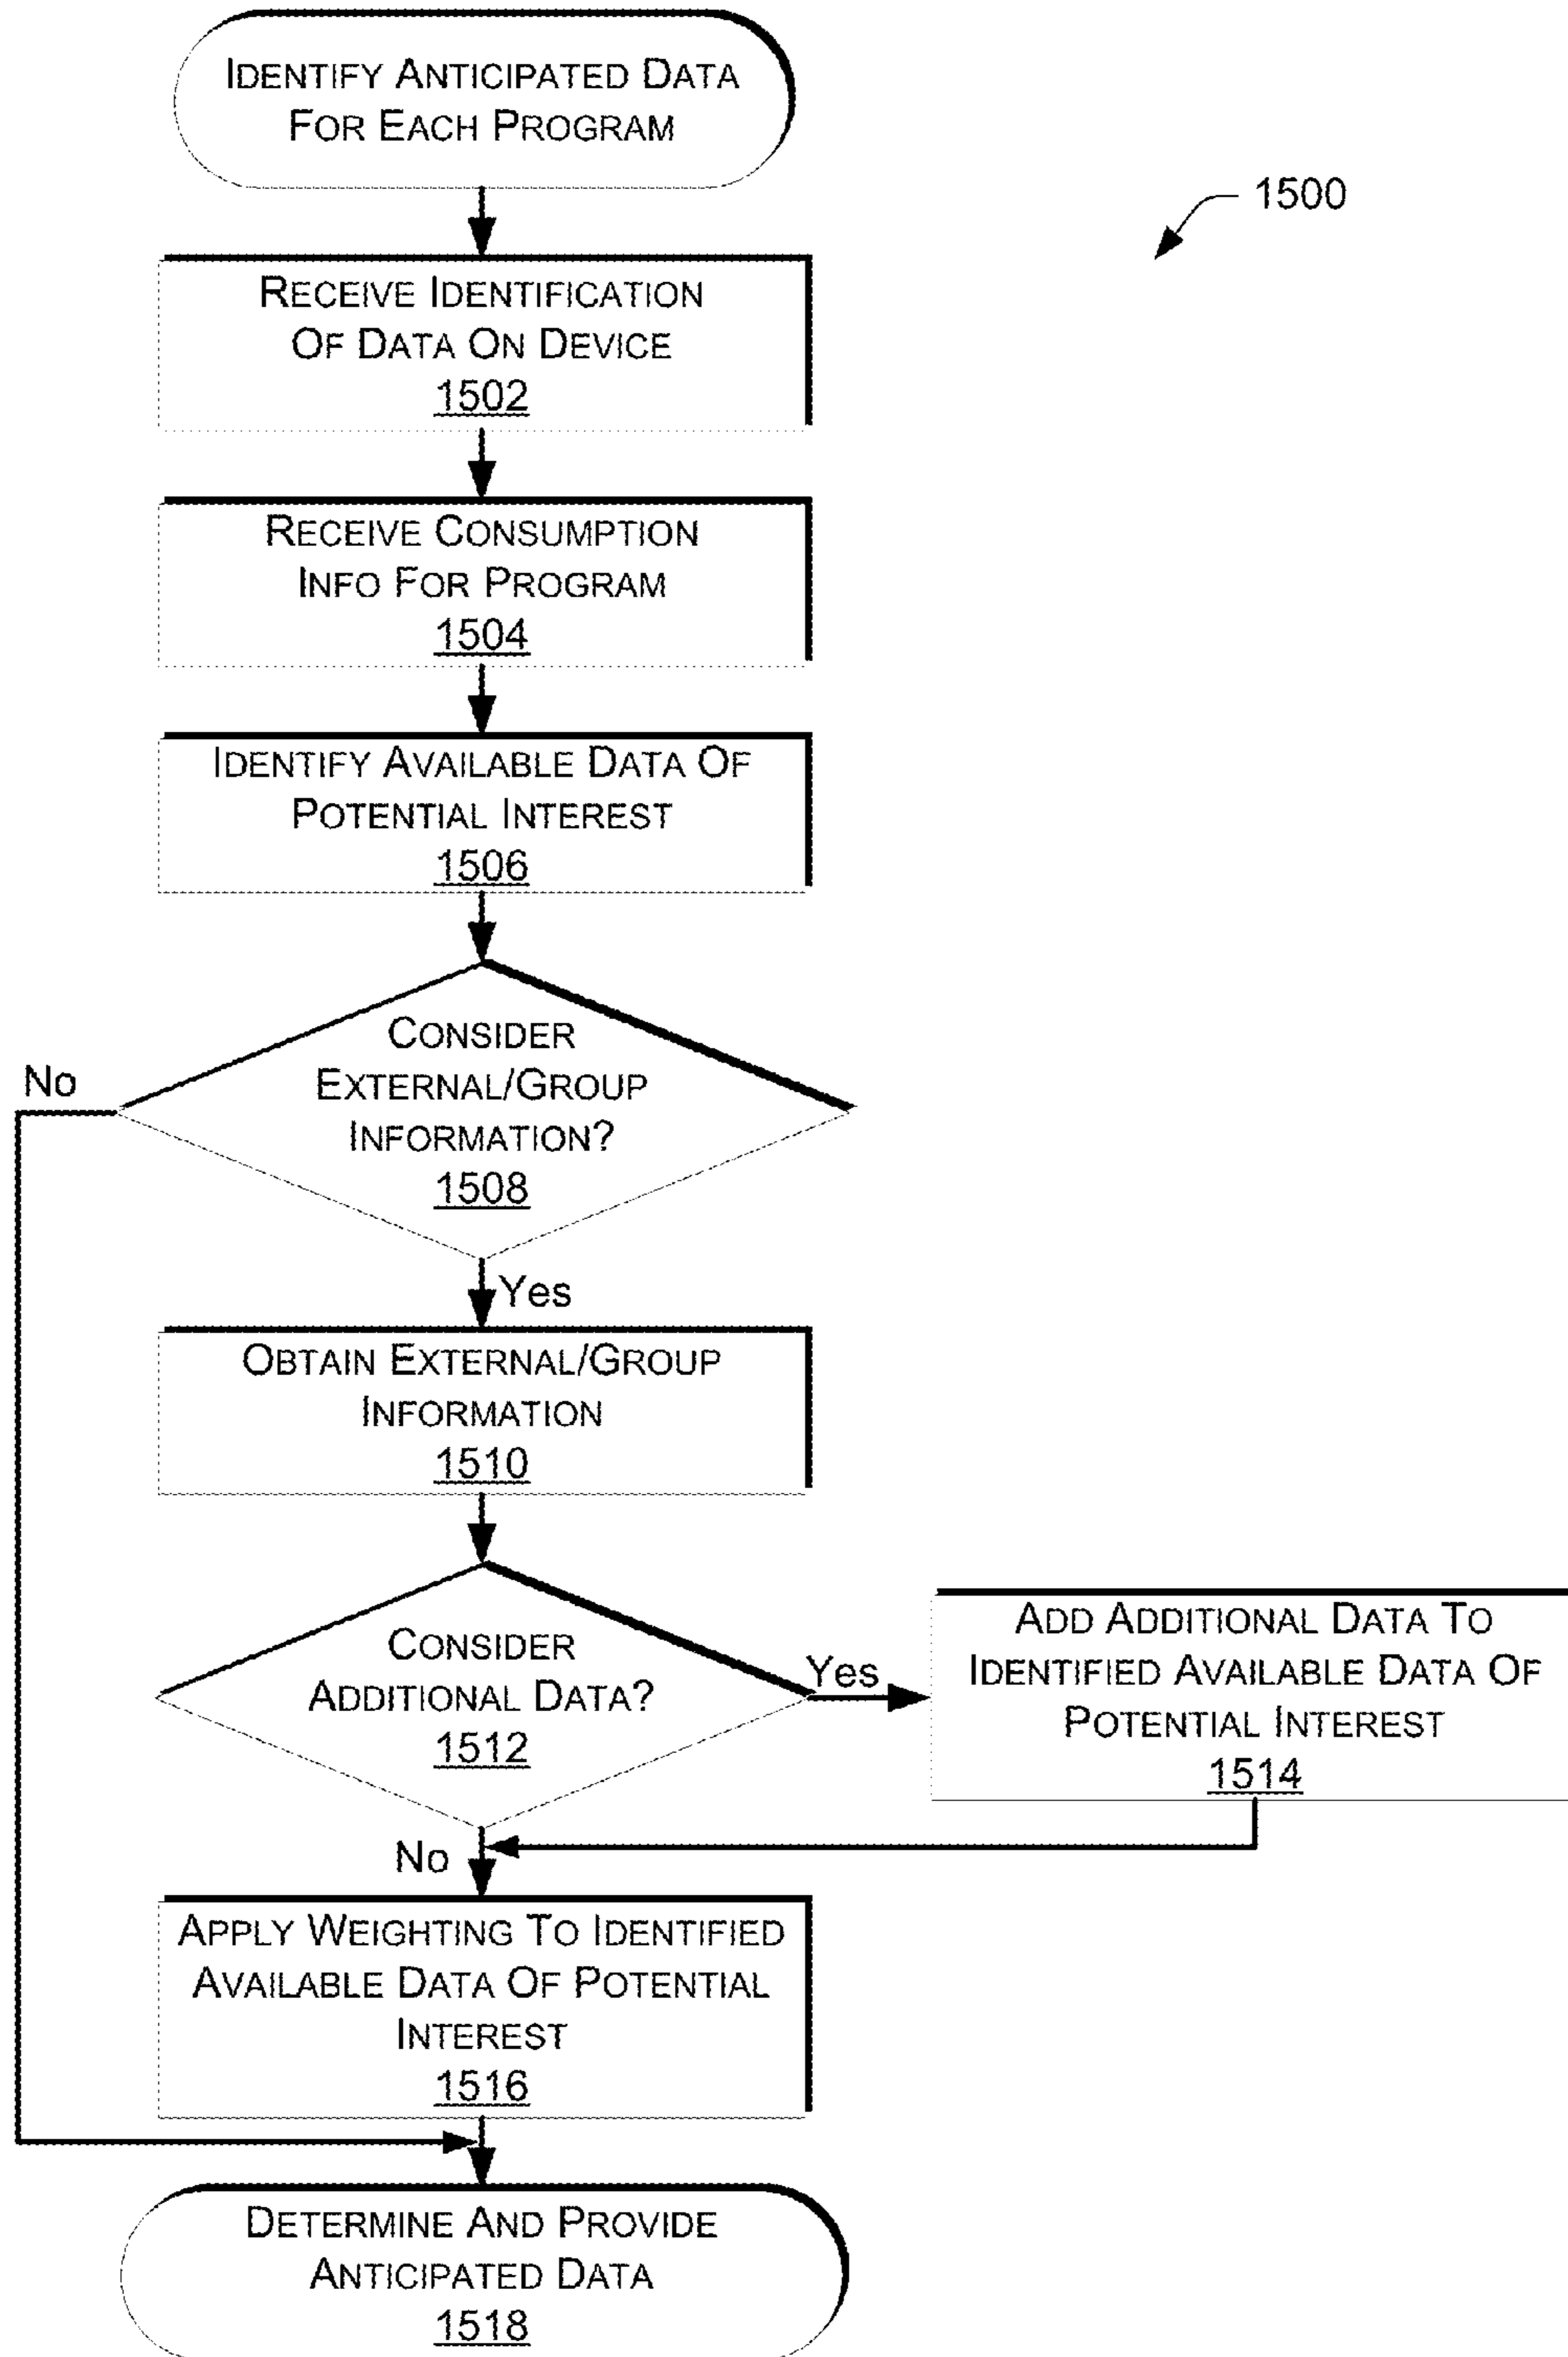 IDENTIFY ANTICIPATED DATA
FOR EACH PROGRAM
1500
RECEIVE IDENTIFICATION
OF DATA ON DEVICE
1502
RECEIVE CONSUMPTION
INFO FOR PROGRAM
1504
IDENTIFY AVAILABLE DATA OF
POTENTIAL INTEREST
1506
CONSIDER
EXTERNAL/GROUP
INFORMATION?
1508
No
Yes
OBTAIN EXTERNAL/GROUP
INFORMATION
1510
CONSIDER
ADDITIONAL DATA?
1512
Yes
ADD ADDITIONAL DATA TO
IDENTIFIED AVAILABLE DATA OF
POTENTIAL INTEREST
1514
No
APPLY WEIGHTING TO IDENTIFIED
AVAILABLE DATA OF POTENTIAL
INTEREST
1516
DETERMINE AND PROVIDE
ANTICIPATED DATA
1518